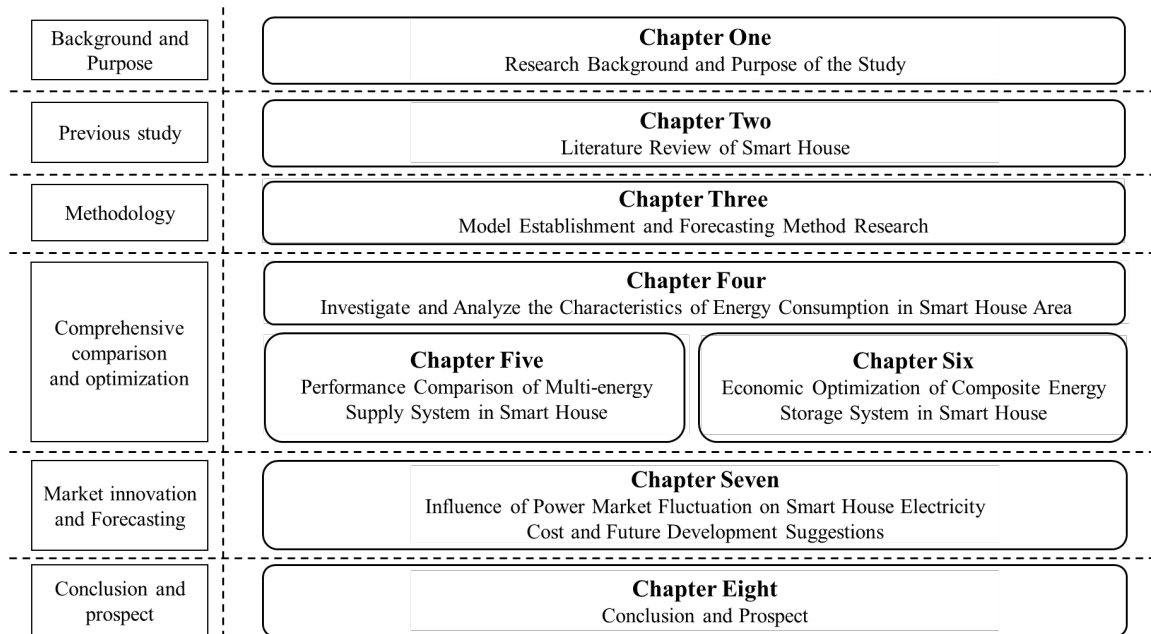 Background and
Purpose
Chapter One
Research Background and Purpose of the Study
Previous study
Chapter Two
Literature Review of Smart House
Methodology
Chapter Three
Model Establishment and Forecasting Method Research
Comprehensive
comparison
and optimization
Chapter Four
Investigate and Analyze the Characteristics of Energy Consumption in Smart House Area
Chapter Five
Performance Comparison of Multi-energy
Supply System in Smart House
Chapter Six
Economic Optimization of Composite Energy
Storage System in Smart House
Market innovation
and Forecasting
Chapter Seven
Influence of Power Market Fluctuation on Smart House Electricity
Cost and Future Development Suggestions
Conclusion and
prospect
Chapter Eight
Conclusion and Prospect